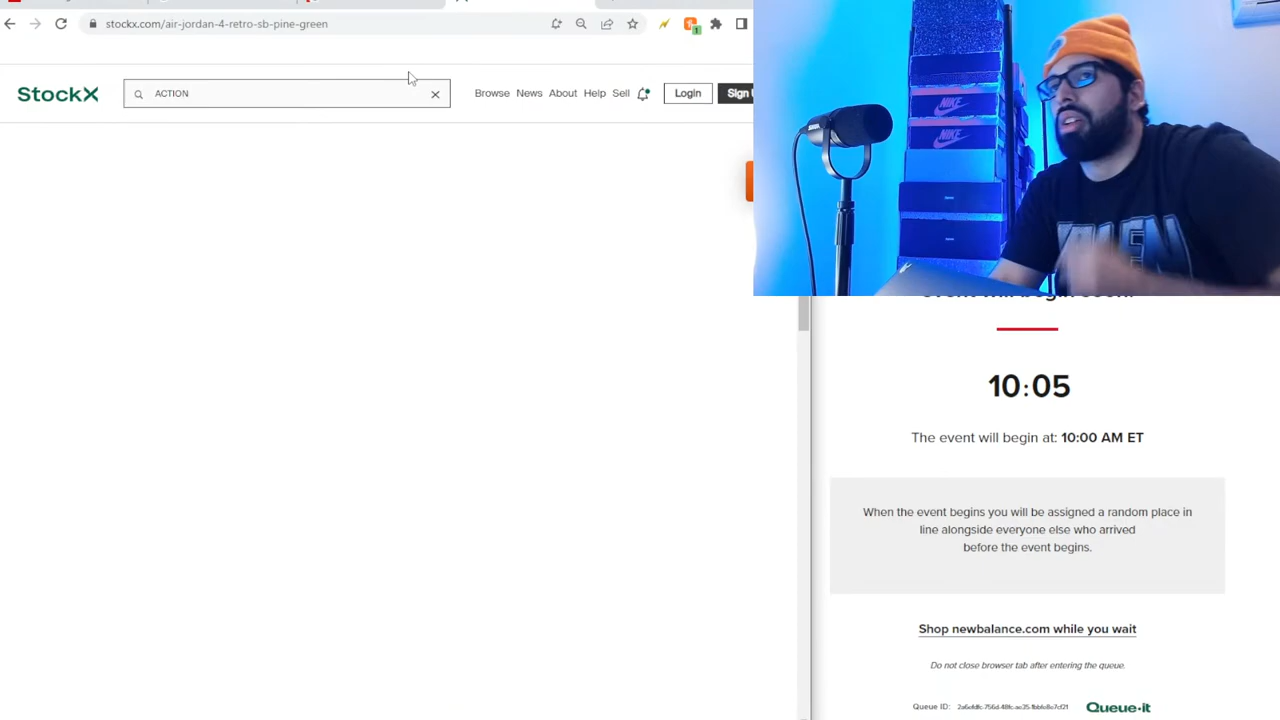 stockx.com/air-jordan-4-retro-sb-pine-green
StockX
ACTION
Browse News About Help Sell
Login
Sign
NIKE
NIKE
10:05
The event will begin at: 10:00 AM ET
When the event begins you will be assigned a random place in
line alongside everyone else who arrived
before the event begins.
Shop newbalance.com while you wait
Do not close browser tab after entering the queue.
Queue ID:
Queue-it